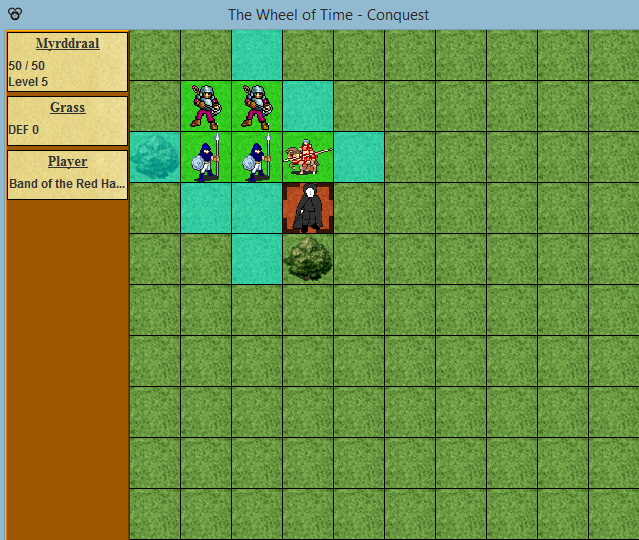 The Wheel of Time - Conquest
Myrddraal
50 / 50
Level 5
Grass
DEF 0
Player
Band of the Red Ha...